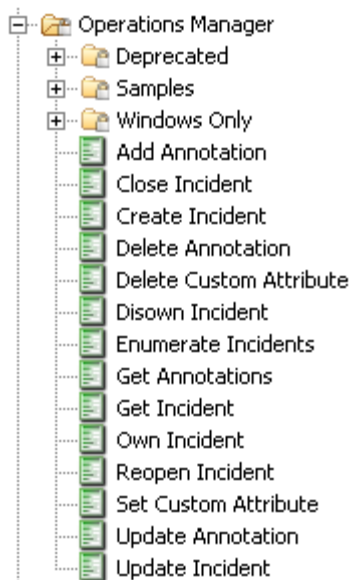 Operations Manager
Deprecated
Samples
Windows Only
Add Annotation
Close Incident
Create Incident
Delete Annotation
Delete Custom Attribute
Disown Incident
Enumerate Incidents
Get Annotations
Get Incident
Own Incident
Reopen Incident
Set Custom Attribute
Update Annotation
Update Incident